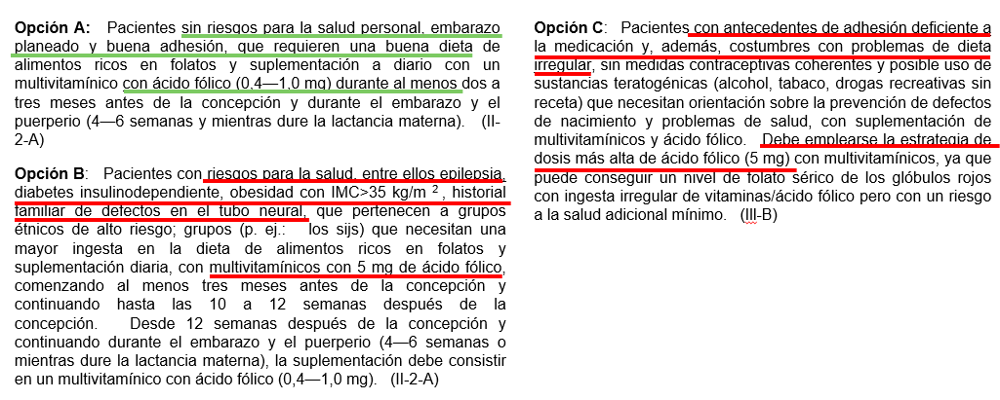 Opción A: Pacientes sin riesgos para la salud personal, embarazo
planeado y buena adhesión, que requieren una buena dieta de
alimentos ricos en folatos y suplementación a diario con un
multivitamínico con ácido fólico (0,4—1,0 mg) durante al menos dos a
tres meses antes de la concepción y durante el embarazo y el
puerperio (4—6 semanas y mientras dure la lactancia materna). (II-
2-A)
Opción B: Pacientes con riesgos para la salud, entre ellos epilepsia,
diabetes insulinodependiente, obesidad con IMC>35 kg/m 2 , historial
familiar de defectos en el tubo neural, que pertenecen a grupos
étnicos de alto riesgo; grupos (p. ej.: los sijs) que necesitan una
mayor ingesta en la dieta de alimentos ricos en folatos y
suplementación diaria, con multivitamínicos con 5 mg de ácido fólico,
comenzando al menos tres meses antes de la concepción y
continuando hasta las 10 a 12 semanas después de la
concepción. Desde 12 semanas después de la concepción y
continuando durante el embarazo y el puerperio (4—6 semanas o
mientras dure la lactancia materna), la suplementación debe consistir
en un multivitamínico con ácido fólico (0,4—1,0 mg). (II-2-A)
Opción C: Pacientes con antecedentes de adhesión deficiente a
la medicación y, además, costumbres con problemas de dieta
irregular, sin medidas contraceptivas coherentes y posible uso de
sustancias teratogénicas (alcohol, tabaco, drogas recreativas sin
receta) que necesitan orientación sobre la prevención de defectos
de nacimiento y problemas de salud, con suplementación de
multivitamínicos y ácido fólico. Debe emplearse la estrategia de
dosis más alta de ácido fólico (5 mg) con multivitamínicos, ya que
puede conseguir un nivel de folato sérico de los glóbulos rojos
con ingesta irregular de vitaminas/ácido fólico pero con un riesgo
a la salud adicional mínimo. (III-B)